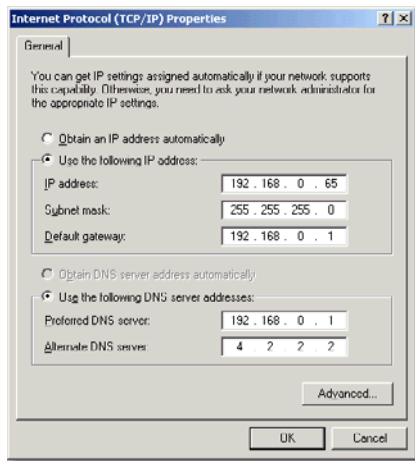 Internet Protocol (TCP/IP) Properties
General
You can get IP settings assigned automatically if your network supports
this capability. Otherwise, you need to ask your network administrator for
the appropriate IP settings.
Obtain an IP address automatically
Use the following IP address:
IP address: 192 . 168 . 0 . 65
Subnet mask: 255 . 255 . 255 . 0
Default gateway: 192 . 168 . 0 . 1
Obtain DNS server address automatically
Use the following DNS server addresses:
Preferred DNS server: 192 . 168 . 0 . 1
Alternate DNS server: 4 . 2 . 2 . 2
Advanced...
OK Cancel